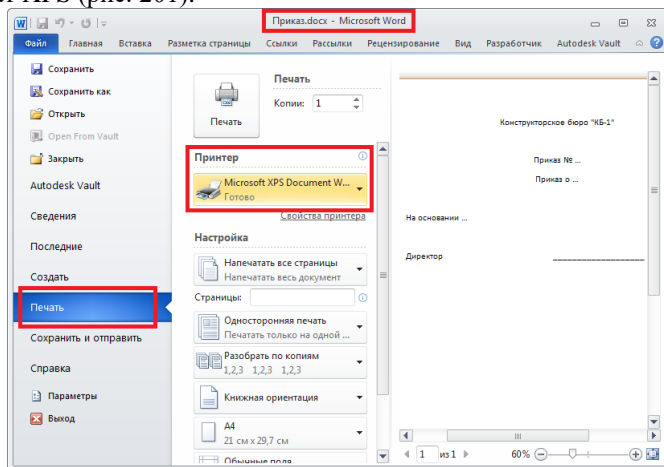 XPS (рис. 201).
Приказ.docx - Microsoft Word
Файл Главная Вставка Разметка страницы Ссылки Рассылки Рецензирование Вид Разработчик Autodesk Vault
Сохранить
Сохранить как
Открыть
Open From Vault
Закрыть
Autodesk Vault
Сведения
Последние
Создать
Печать
Сохранить и отправить
Справка
Параметры
Выход
Печать
Печать
Копии: 1
Принтер
Microsoft XPS Document W...
Готово
Свойства принтера
Настройка
Напечатать все страницы
Напечатать весь документ
Страницы:
Односторонняя печать
Печатать только на одной ...
Разобрать по копиям
1,2,3 1,2,3 1,2,3
Книжная ориентация
A4
21 см x 29,7 см
Обычные поля
Конструкторское бюро "КБ-1"
Приказ № ...
Приказ о ...
На основании ...
Директор
1 из 1
60%